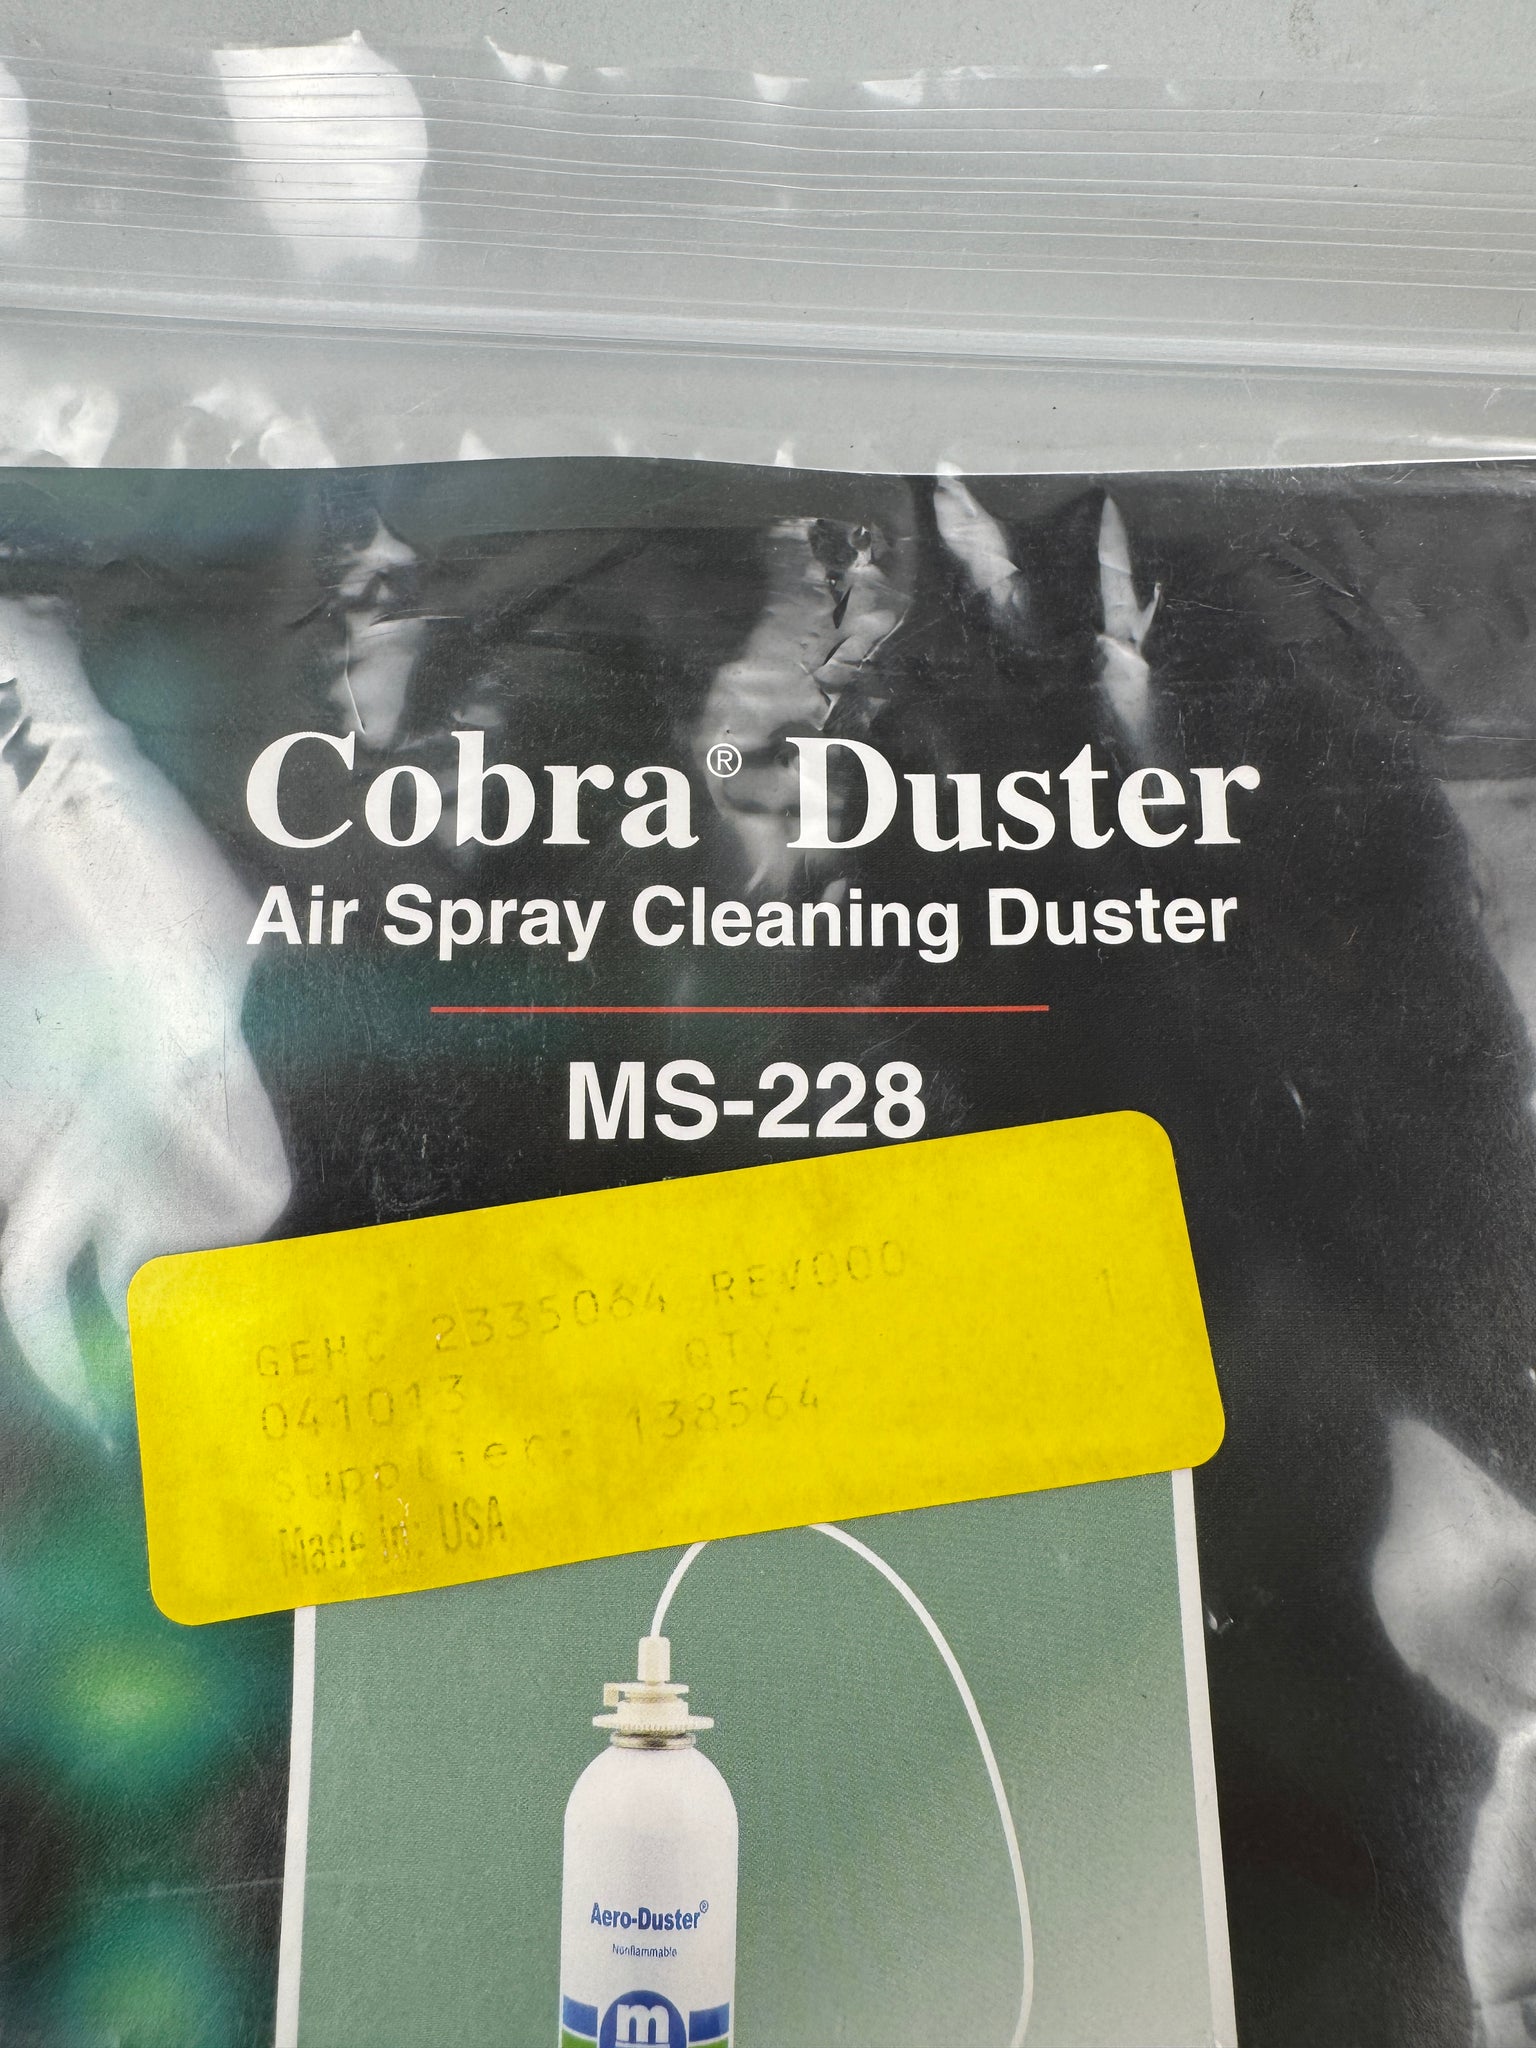 Cobra® Duster
Air Spray Cleaning Duster
MS-228
GEHC 2335064 REV000
041013 QTY: 1
Supplier: 138564
Made in: USA
Aero-Duster®
Nonflammable
m